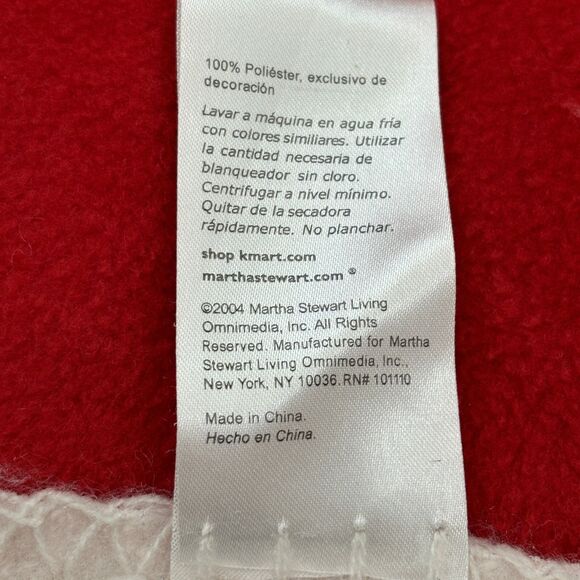 100% Poliéster, exclusivo de
decoración
Lavar a máquina en agua fría
con colores similiares. Utilizar
la cantidad necesaria de
blanqueador sin cloro.
Centrifugar a nivel mínimo.
Quitar de la secadora
rápidamente. No planchar.
shop kmart.com
marthastewart.com ®
©2004 Martha Stewart Living
Omnimedia, Inc. All Rights
Reserved. Manufactured for Martha
Stewart Living Omnimedia, Inc.,
New York, NY 10036. RN# 101110
Made in China.
Hecho en China.